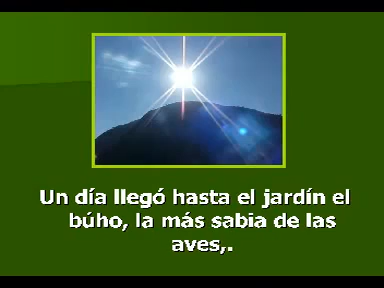 Un día llegó hasta el jardín el
búho, la más sabia de las
aves,.